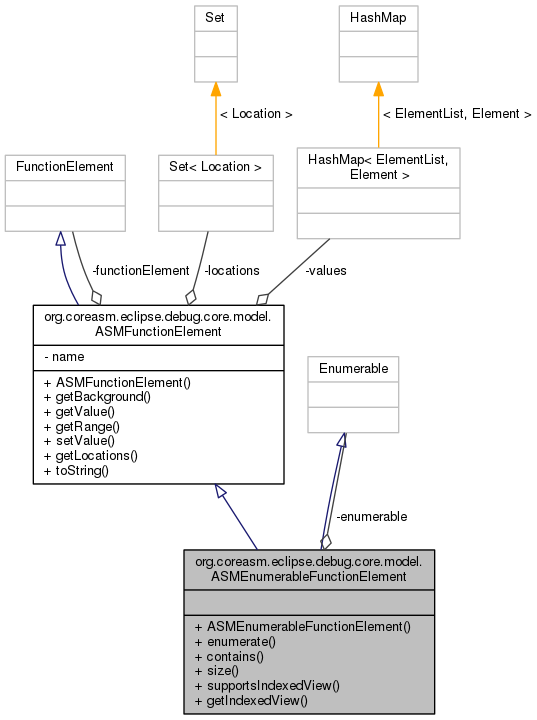 Set
HashMap
< Location >
< ElementList, Element >
FunctionElement
Set< Location >
HashMap< ElementList,
Element >
-functionElement
-locations
-values
org.coreasm.eclipse.debug.core.model.
ASMFunctionElement
- name
+ ASMFunctionElement()
+ getBackground()
+ getValue()
+ getRange()
+ setValue()
+ getLocations()
+ toString()
Enumerable
-enumerable
org.coreasm.eclipse.debug.core.model.
ASMEnumerableFunctionElement
+ ASMEnumerableFunctionElement()
+ enumerate()
+ contains()
+ size()
+ supportsIndexedView()
+ getIndexedView()